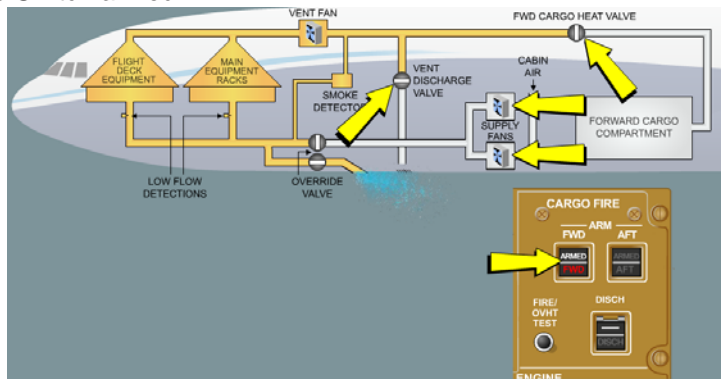 VENT FAN
FWD CARGO HEAT VALVE
FLIGHT
DECK
EQUIPMENT
MAIN
EQUIPMENT
RACKS
SMOKE
DETECTOR
VENT
DISCHARGE
VALVE
CABIN
AIR
SUPPLY
FANS
FORWARD CARGO
COMPARTMENT
LOW FLOW
DETECTIONS
OVERRIDE
VALVE
CARGO FIRE
ARM
FWD
AFT
ARMED
FWD
ARMED
AFT
FIRE/
OVHT
TEST
DISCH
DISCH
ENGINE